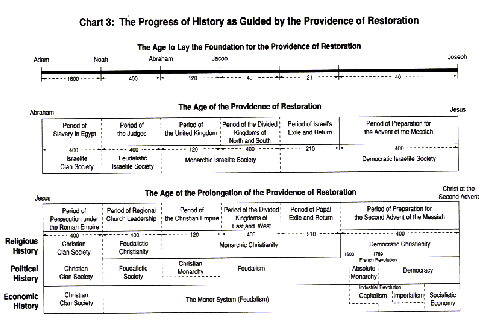 Chart 3: The Progress of History as Guided by the Providence of Restoration
The Age to Lay the Foundation for the Providence of Restoration
Adam Noah Abraham Jacob Joseph
1600 400 120 40 21 40
The Age of the Providence of Restoration
Abraham Jesus
Period of Slavery in Egypt
Period of the Judges
Period of the United Kingdom
Period of the Divided Kingdoms of North and South
Period of Israel's Exile and Return
Period of Preparation for the Advent of the Messiah
400 400 120 400 210 400
Israelite Clan Society
Feudalistic Israelite Society
Monarchic Israelite Society
Democratic Israelite Society
The Age of the Prolongation of the Providence of Restoration
Jesus
Christ at the Second Advent
Period of Persecution under the Roman Empire
Period of Regional Church Leadership
Period of the Christian Empire
Period of the Divided Kingdoms of East and West
Period of Papal Exile and Return
Period of Preparation for the Second Advent of the Messiah
400 400 120 400 210 400
Religious History
Christian Clan Society
Feudalistic Christianity
Monarchic Christianity
Democratic Christianity
1789
French Revolution
Political History
Christian Clan Society
Feudalistic Society
Christian Monarchy
Feudalism
Absolute Monarchy
Democracy
Industrial Revolution
Economic History
Christian Clan Society
The Manor System (Feudalism)
Capitalism
Imperialism
Socialistic Economy